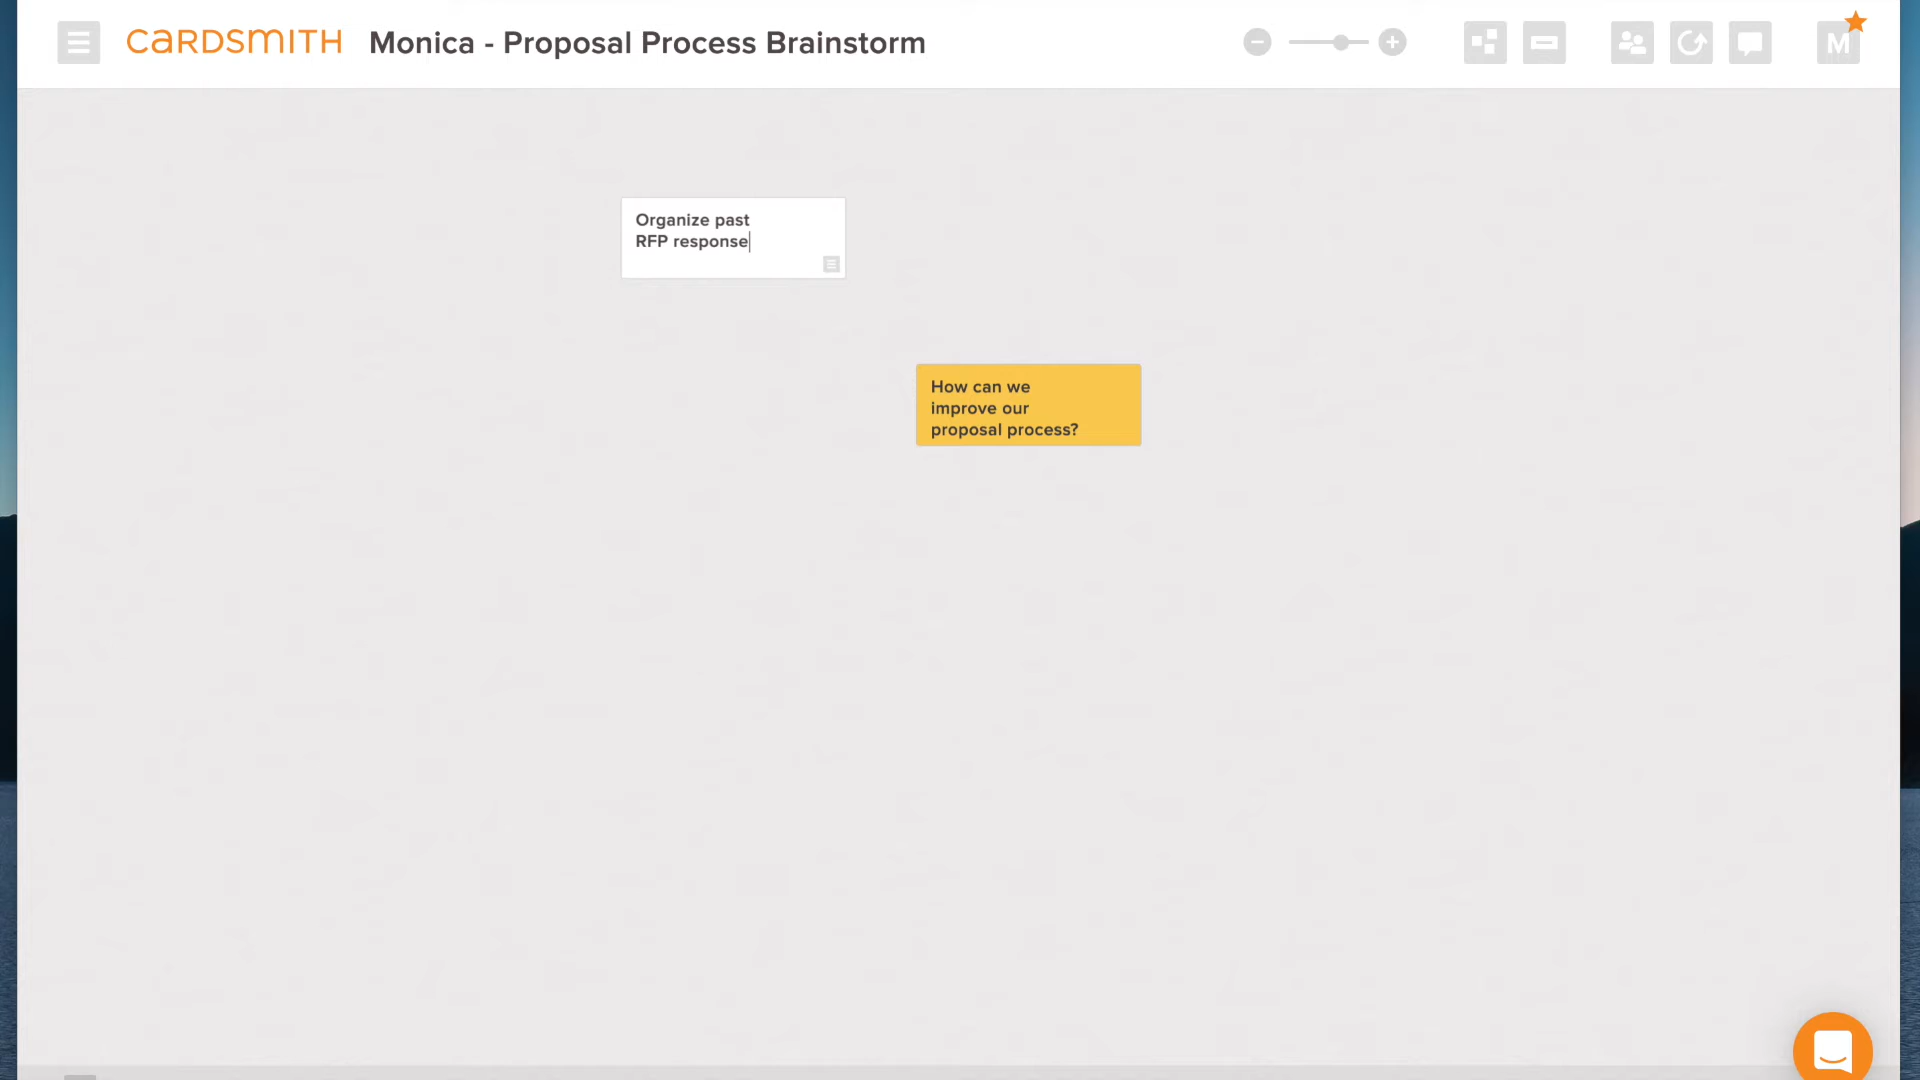 CARDSMITH
Monica - Proposal Process Brainstorm
M
Organize past
RFP response
How can we
improve our
proposal process?